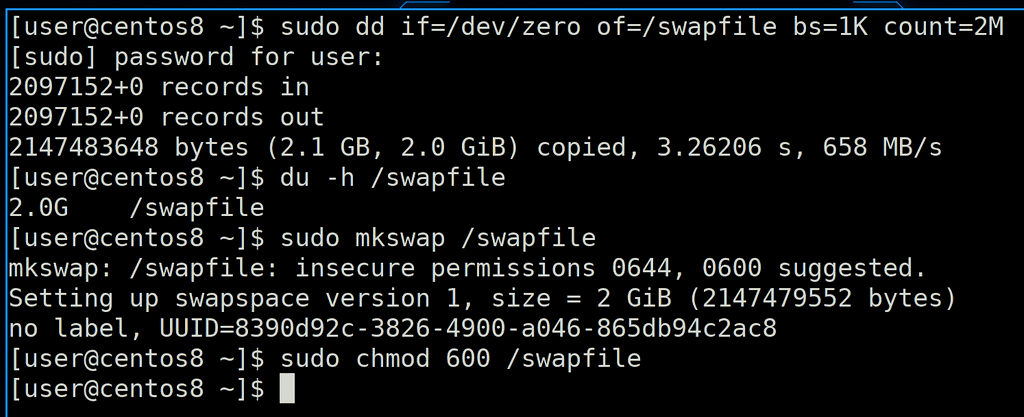 [user@centos8 ~]$ sudo dd if=/dev/zero of=/swapfile bs=1K count=2M
[sudo] password for user:
2097152+0 records in
2097152+0 records out
2147483648 bytes (2.1 GB, 2.0 GiB) copied, 3.26206 s, 658 MB/s
[user@centos8 ~]$ du -h /swapfile
2.0G    /swapfile
[user@centos8 ~]$ sudo mkswap /swapfile
mkswap: /swapfile: insecure permissions 0644, 0600 suggested.
Setting up swapspace version 1, size = 2 GiB (2147479552 bytes)
no label, UUID=8390d92c-3826-4900-a046-865db94c2ac8
[user@centos8 ~]$ sudo chmod 600 /swapfile
[user@centos8 ~]$